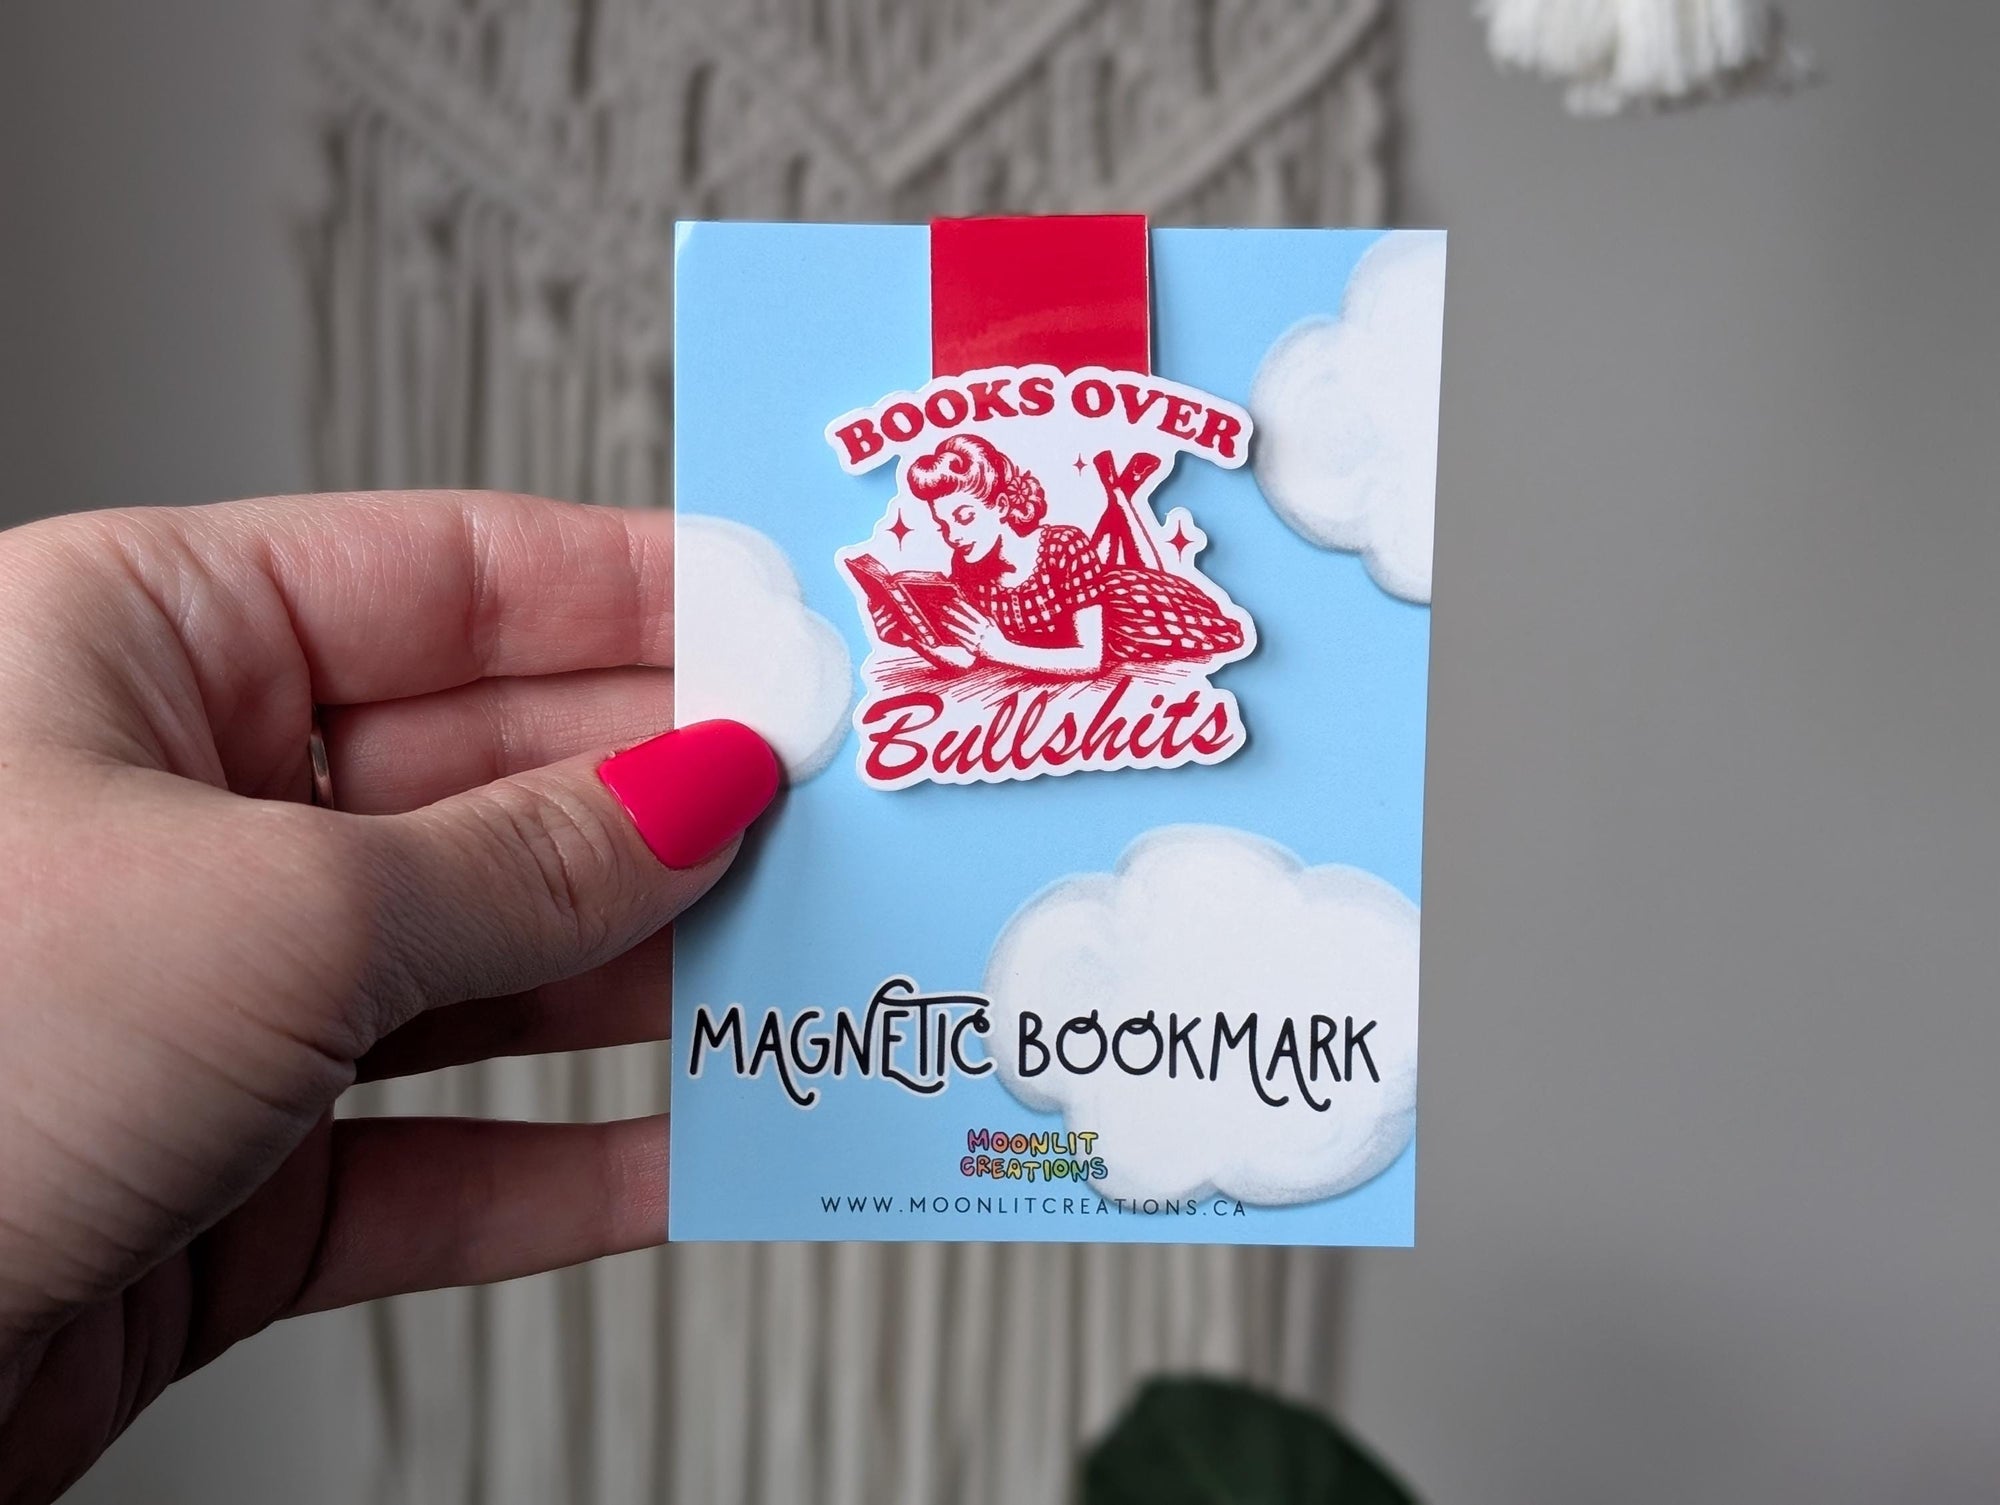 BOOKS OVER
Bullshits
MAGNETIC BOOKMARK
MOONLIT
CREATIONS
WWW.MOONLITCREATIONS.CA